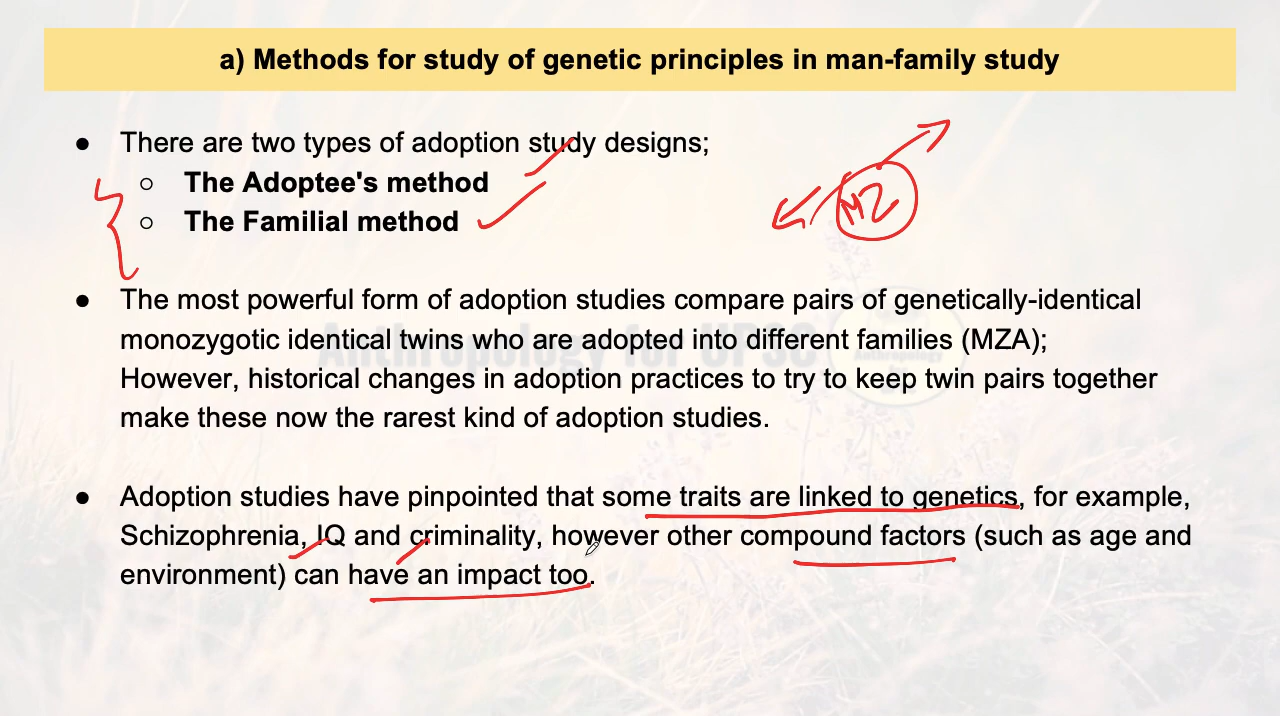 a) Methods for study of genetic principles in man-family study
● There are two types of adoption study designs;
○ The Adoptee's method
○ The Familial method
MZ
● The most powerful form of adoption studies compare pairs of genetically-identical
monozygotic identical twins who are adopted into different families (MZA);
However, historical changes in adoption practices to try to keep twin pairs together
make these now the rarest kind of adoption studies.
Anthropology for UPSC
Anthropology
● Adoption studies have pinpointed that some traits are linked to genetics, for example,
Schizophrenia, IQ and criminality, however other compound factors (such as age and
environment) can have an impact too.